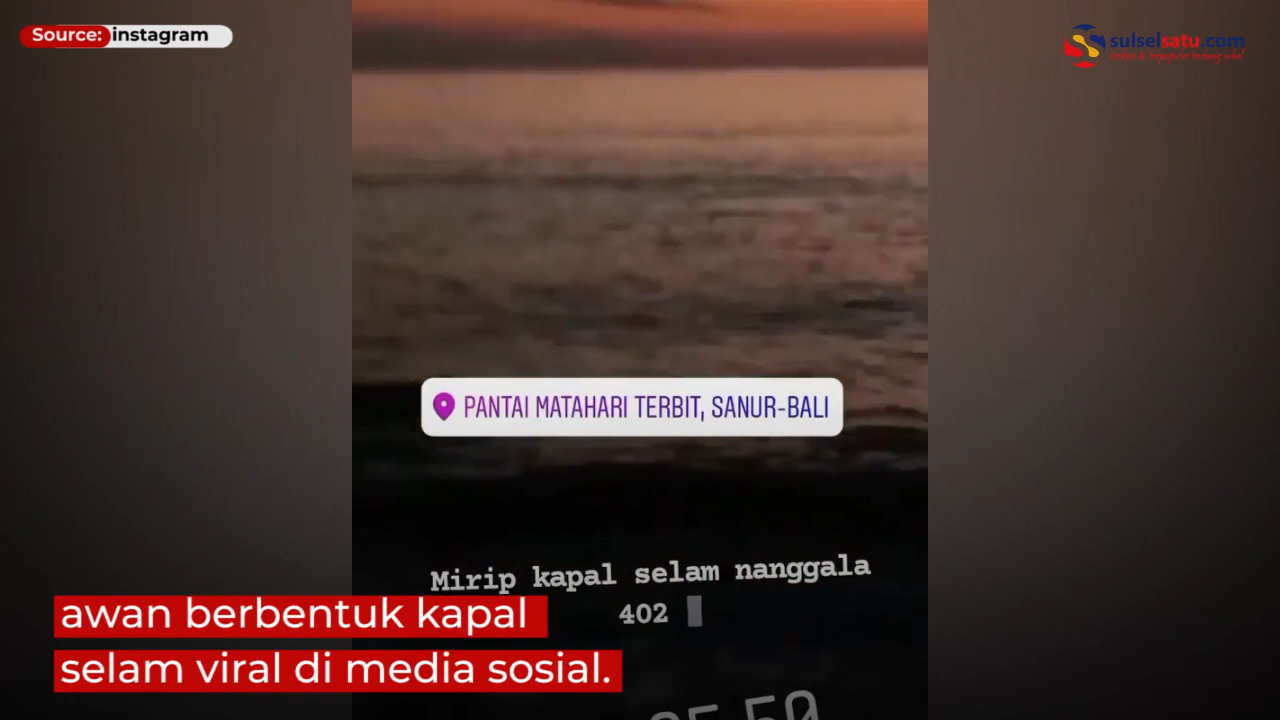 Source: instagram
sulselsatu.com
PANTAI MATAHARI TERBIT, SANUR-BALI
Mirip kapal selam nanggala
402
awan berbentuk kapal
selam viral di media sosial.